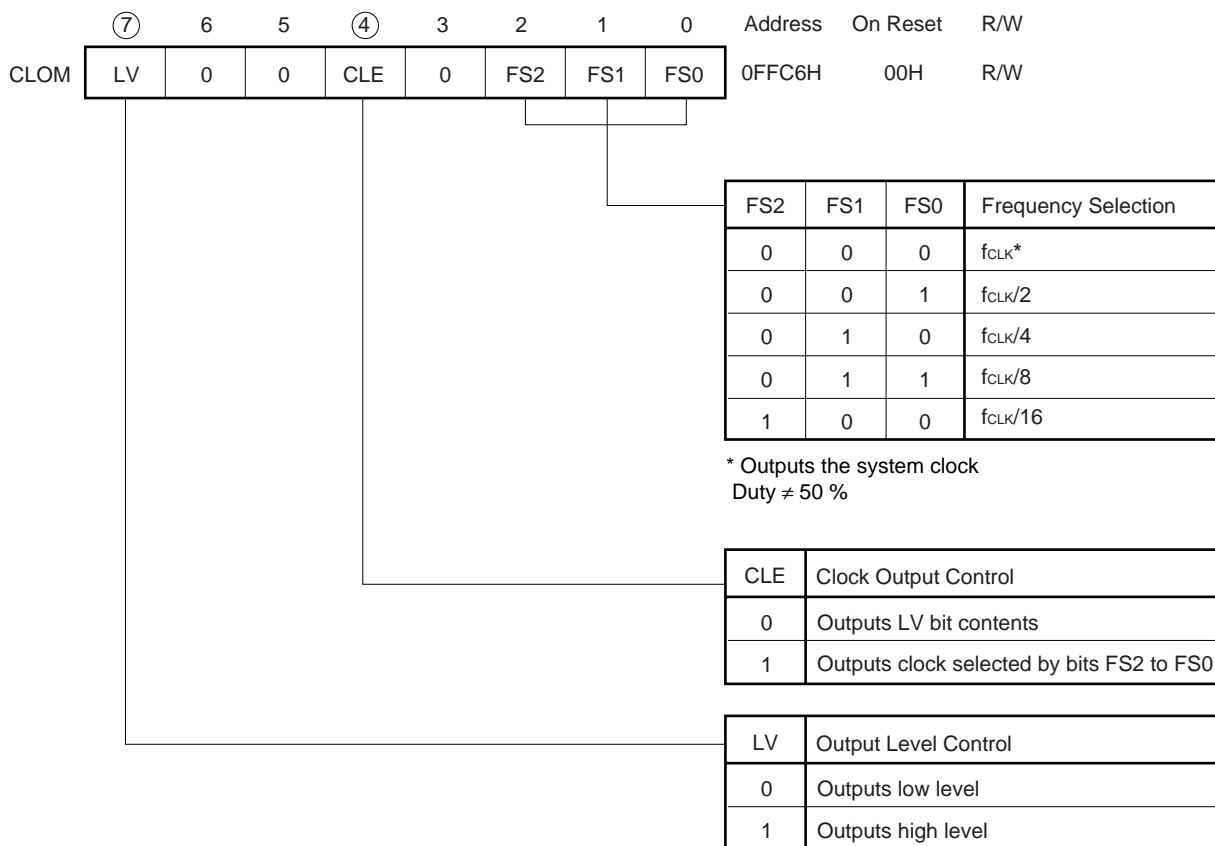 ⑦ 6 5 ④ 3 2 1 0 Address On Reset R/W
CLOM LV 0 0 CLE 0 FS2 FS1 FS0 0FFC6H 00H R/W
FS2 FS1 FS0 Frequency Selection
0 0 0 fCLK*
0 0 1 fCLK/2
0 1 0 fCLK/4
0 1 1 fCLK/8
1 0 0 fCLK/16
* Outputs the system clock
Duty ≠ 50 %
CLE Clock Output Control
0 Outputs LV bit contents
1 Outputs clock selected by bits FS2 to FS0
LV Output Level Control
0 Outputs low level
1 Outputs high level